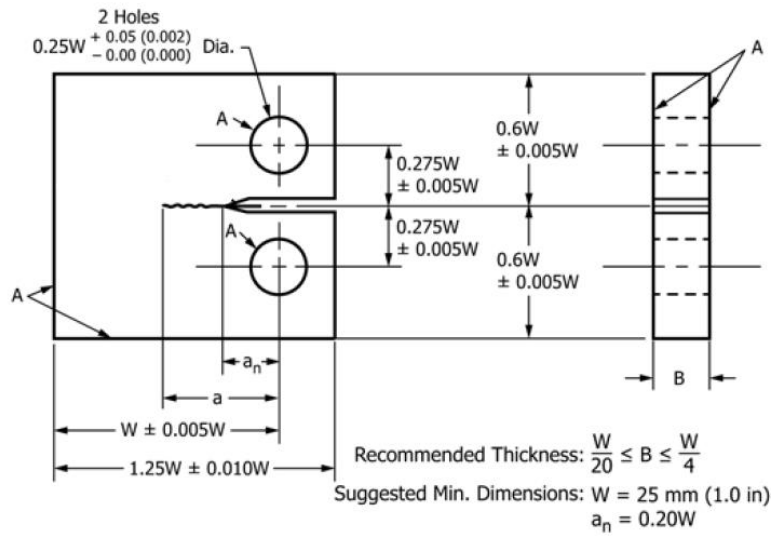 2 Holes
0.25W + 0.05 (0.002) Dia.
− 0.00 (0.000)
A
A
A
A
0.6W
± 0.005W
0.275W
± 0.005W
0.275W
± 0.005W
0.6W
± 0.005W
aₙ
a
W ± 0.005W
1.25W ± 0.010W
B
Recommended Thickness: W/20 ≤ B ≤ W/4
Suggested Min. Dimensions: W = 25 mm (1.0 in)
aₙ = 0.20W